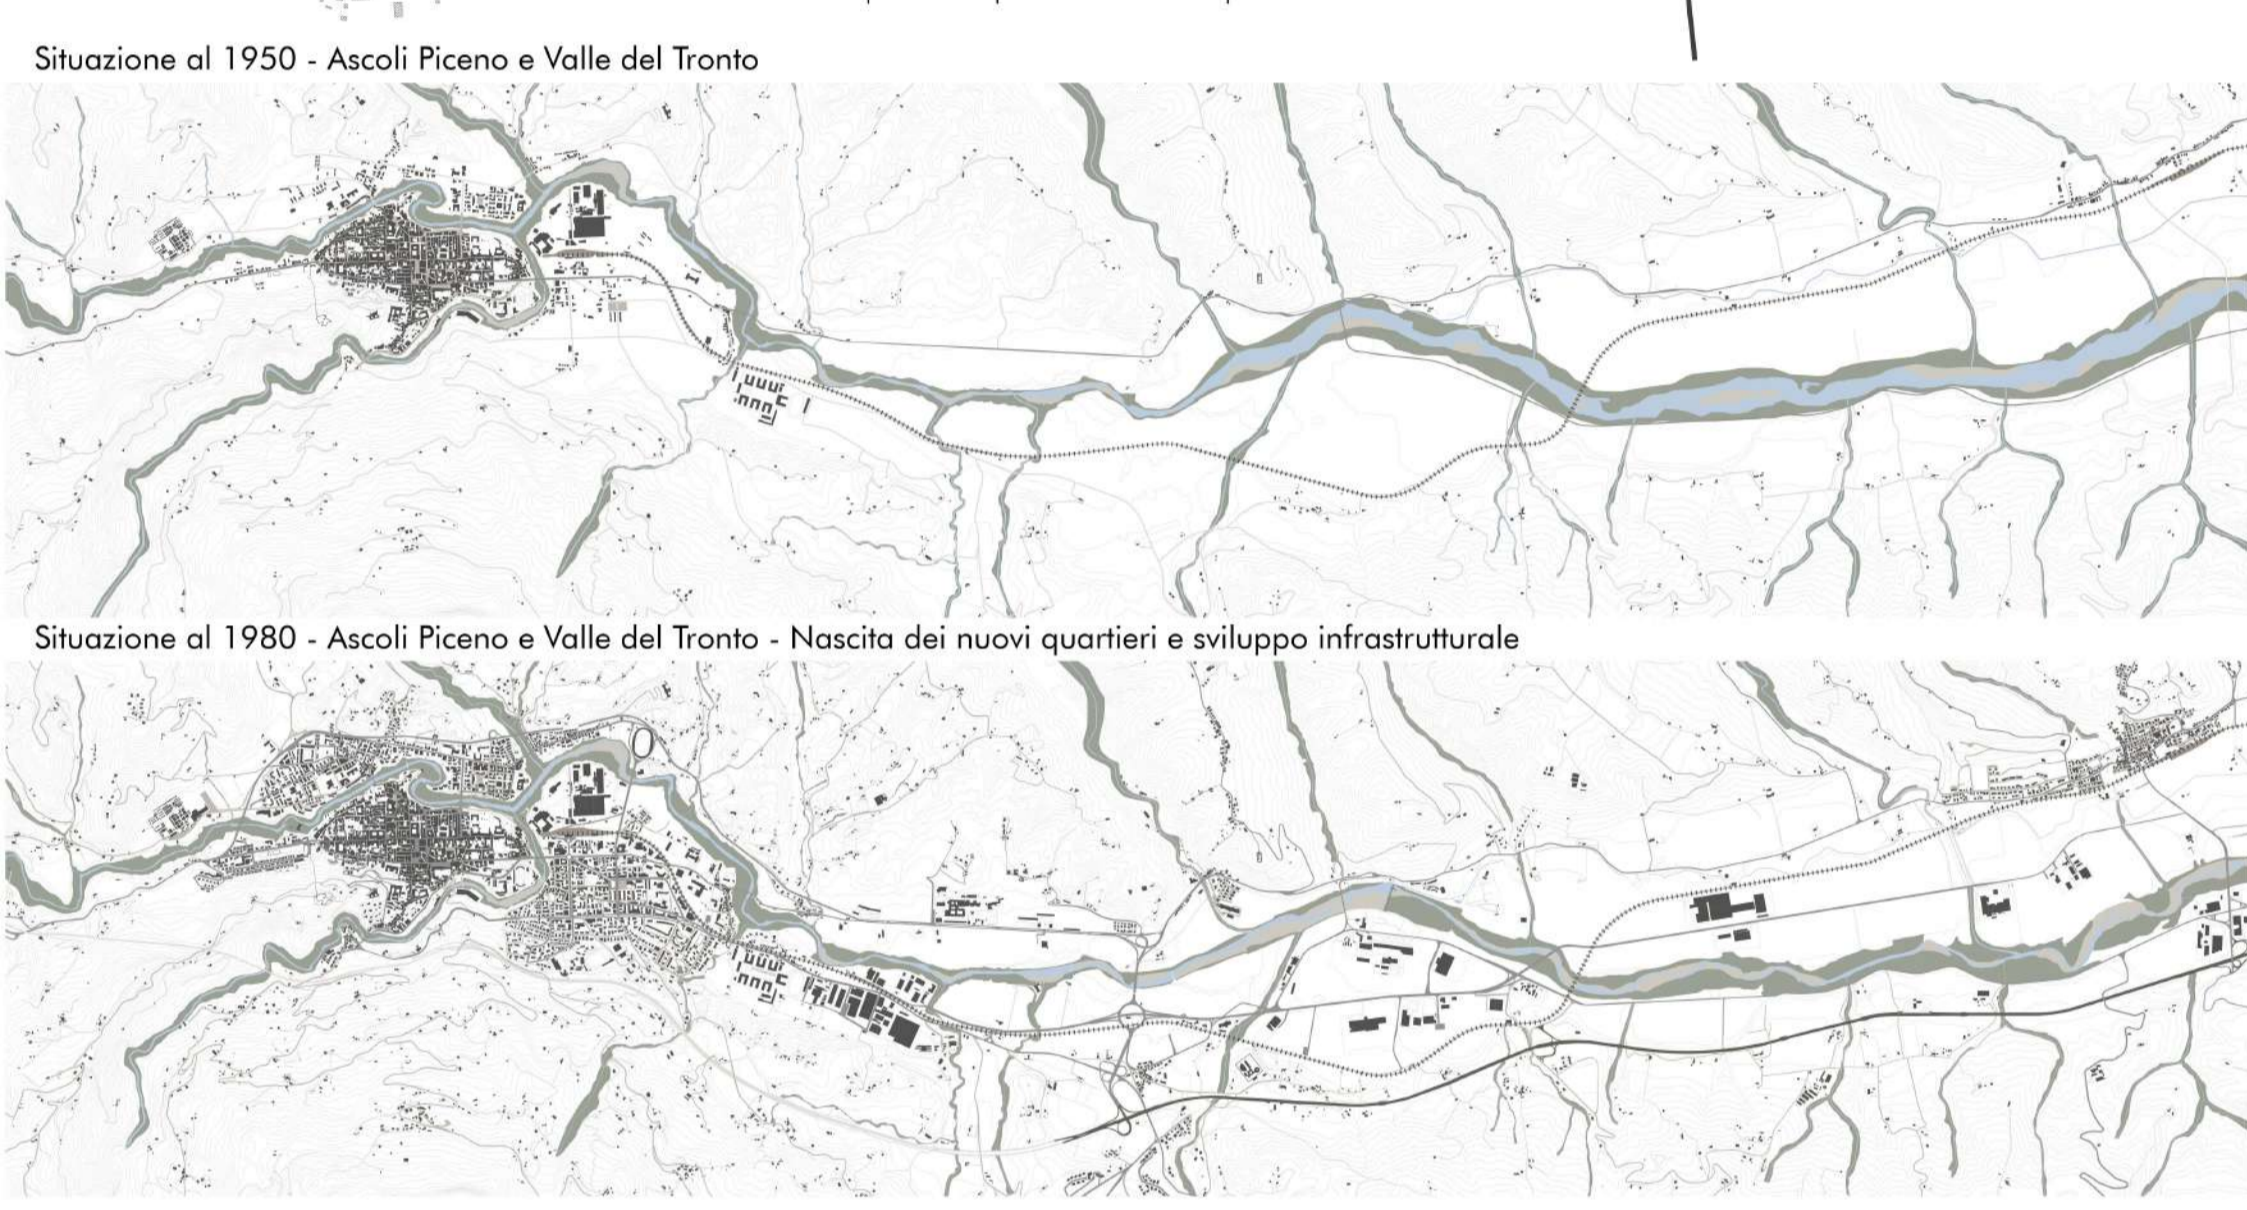 Situazione al 1950 - Ascoli Piceno e Valle del Tronto
Situazione al 1980 - Ascoli Piceno e Valle del Tronto - Nascita dei nuovi quartieri e sviluppo infrastrutturale